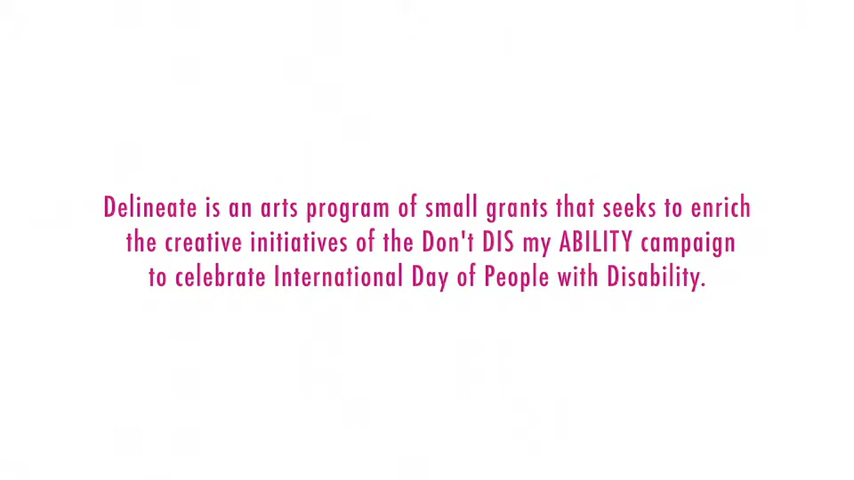 Delineate is an arts program of small grants that seeks to enrich
the creative initiatives of the Don't DIS my ABILITY campaign
to celebrate International Day of People with Disability.